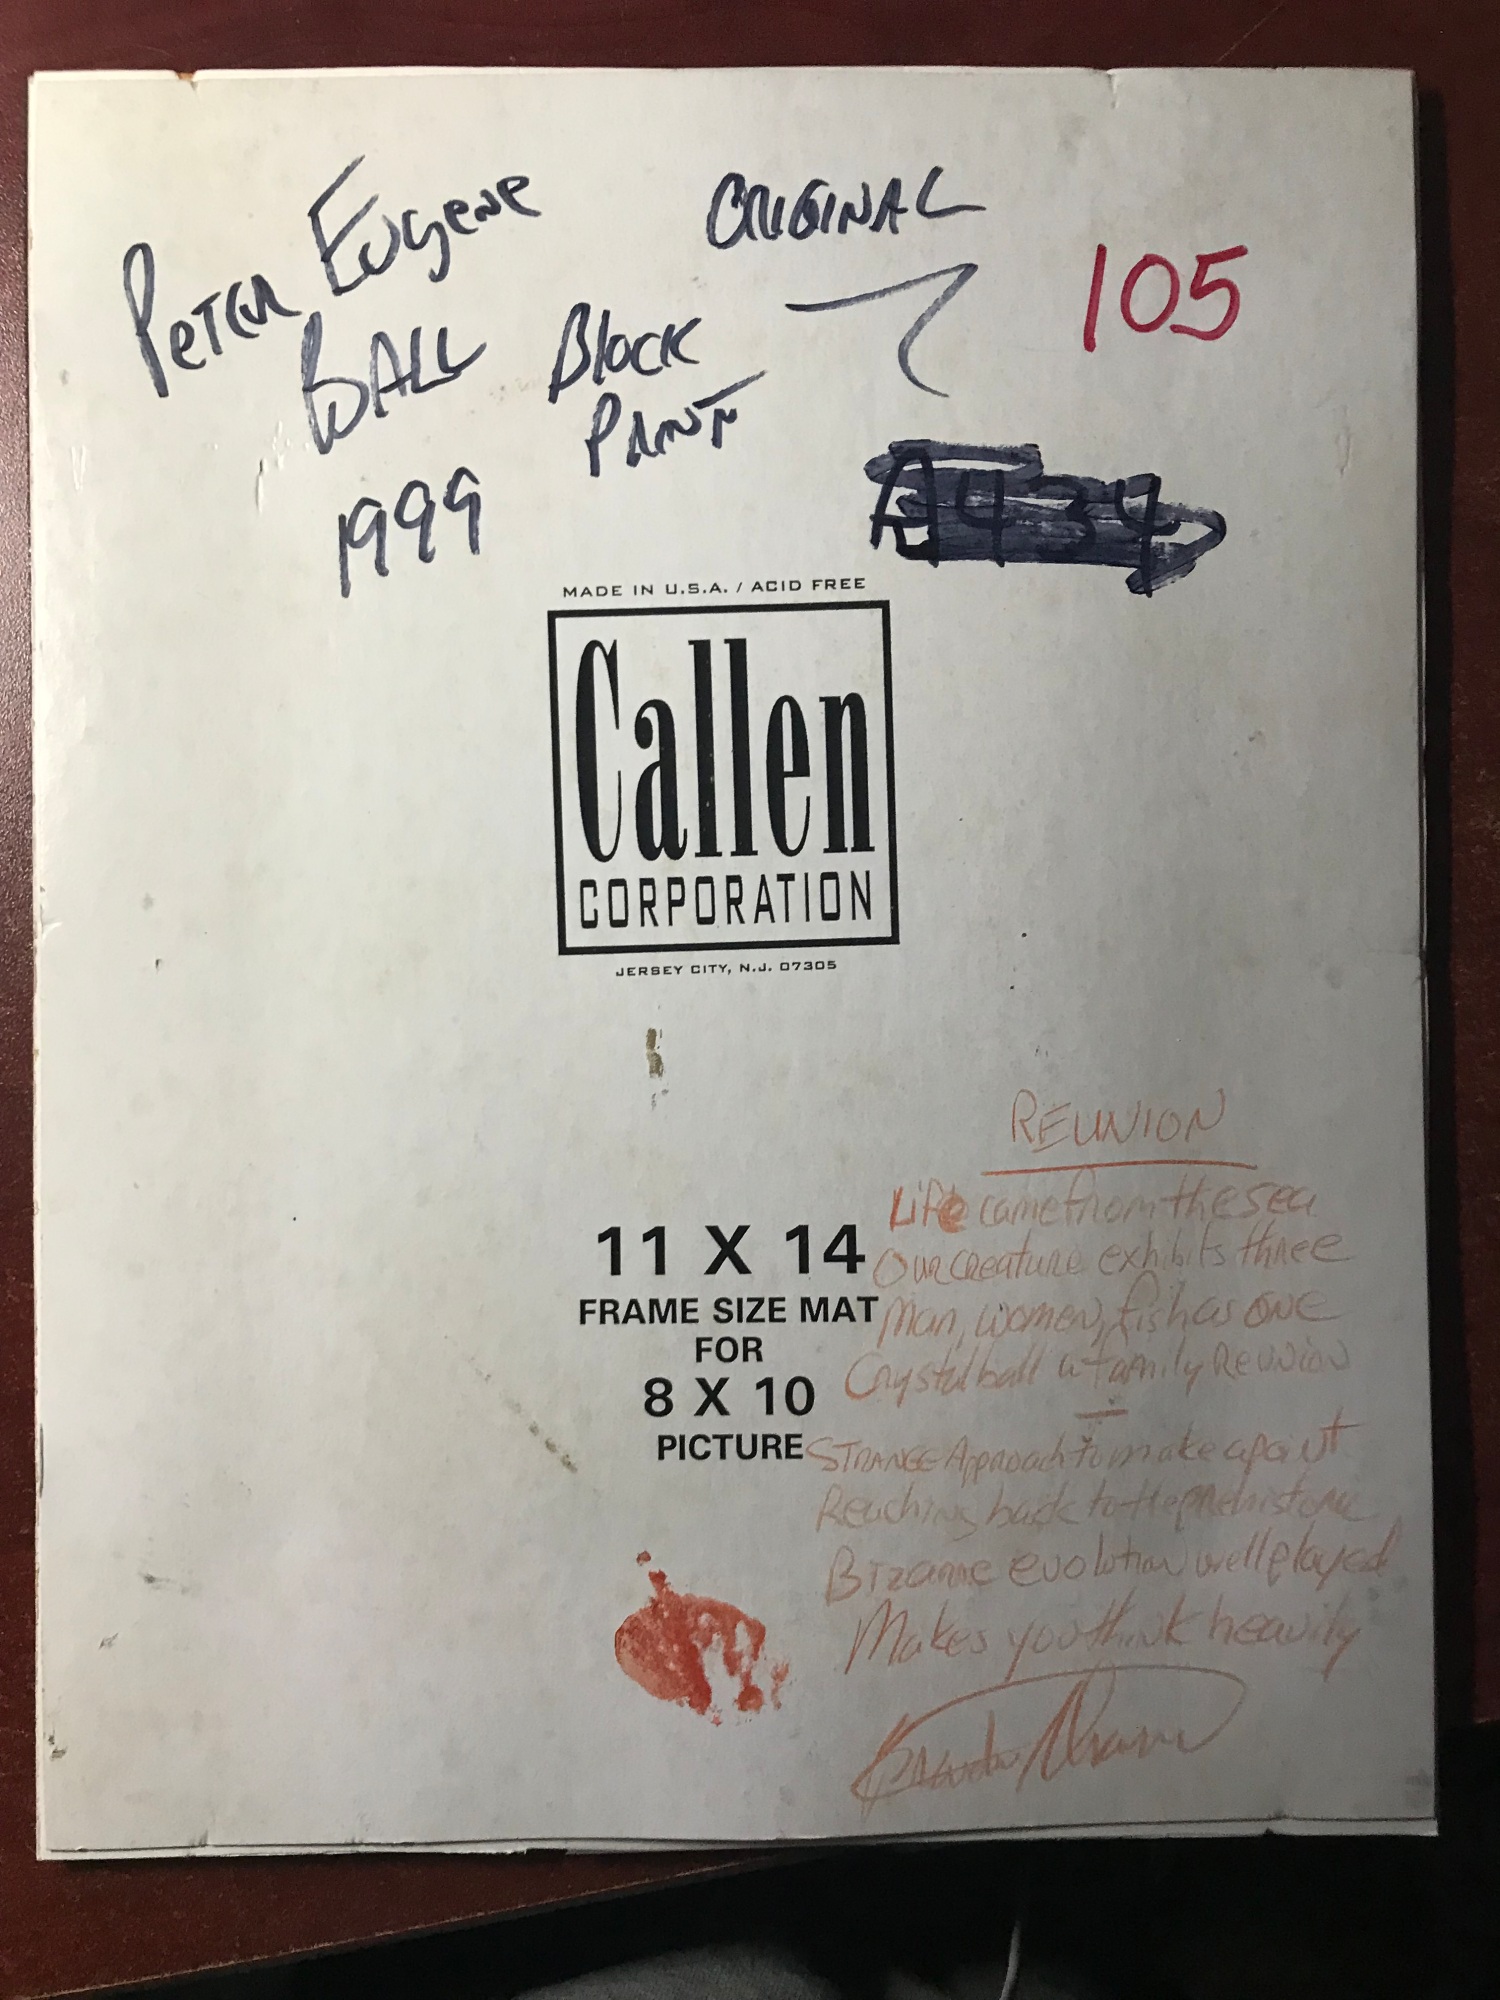 Peter Eugene
Ball
1999
Original
Block
Print
105
A434
MADE IN U.S.A. / ACID FREE
Callen
CORPORATION
JERSEY CITY, N.J. 07305
11 X 14
FRAME SIZE MAT
FOR
8 X 10
PICTURE
REUNION
Life came from the sea
Our creature exhibits three
Man, women, fish as one
Crystal ball a family Reunion
STRANGE Approach to make a point
Reaching back to the prehistoric
Bizarre evolution well played
Makes you think heavily